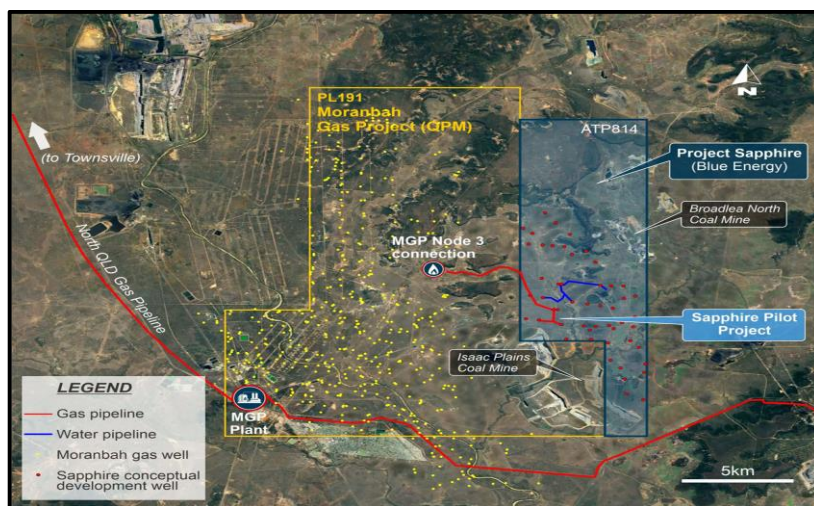 PL191
Moranbah
Gas Project (QPM)
ATP814
N
(to Townsville)
Project Sapphire
(Blue Energy)
Broadlea North
Coal Mine
MGP Node 3
connection
North QLD Gas Pipeline
Sapphire Pilot
Project
Isaac Plains
Coal Mine
MGP
Plant
LEGEND
Gas pipeline
Water pipeline
Moranbah gas well
Sapphire conceptual
development well
5km